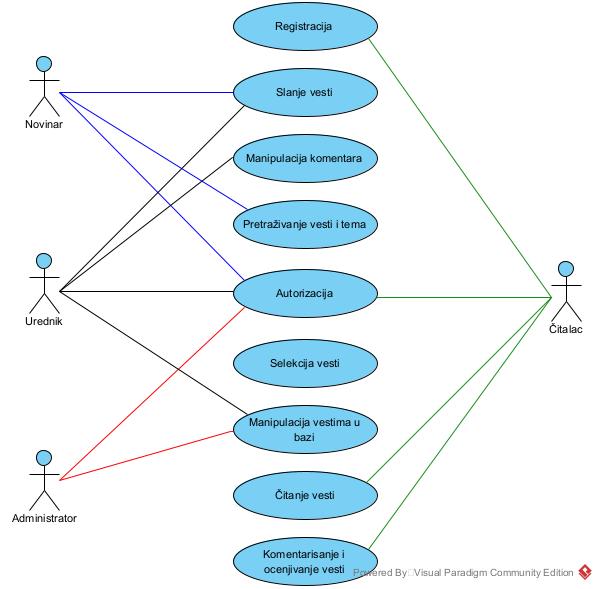 Registracija
Novinar
Slanje vesti
Manipulacija komentara
Pretraživanje vesti i tema
Urednik
Autorizacija
Čitalac
Selekcija vesti
Manipulacija vestima u
bazi
Administrator
Čitanje vesti
Komentarisanje i
ocenjivanje vesti
Powered By Visual Paradigm Community Edition